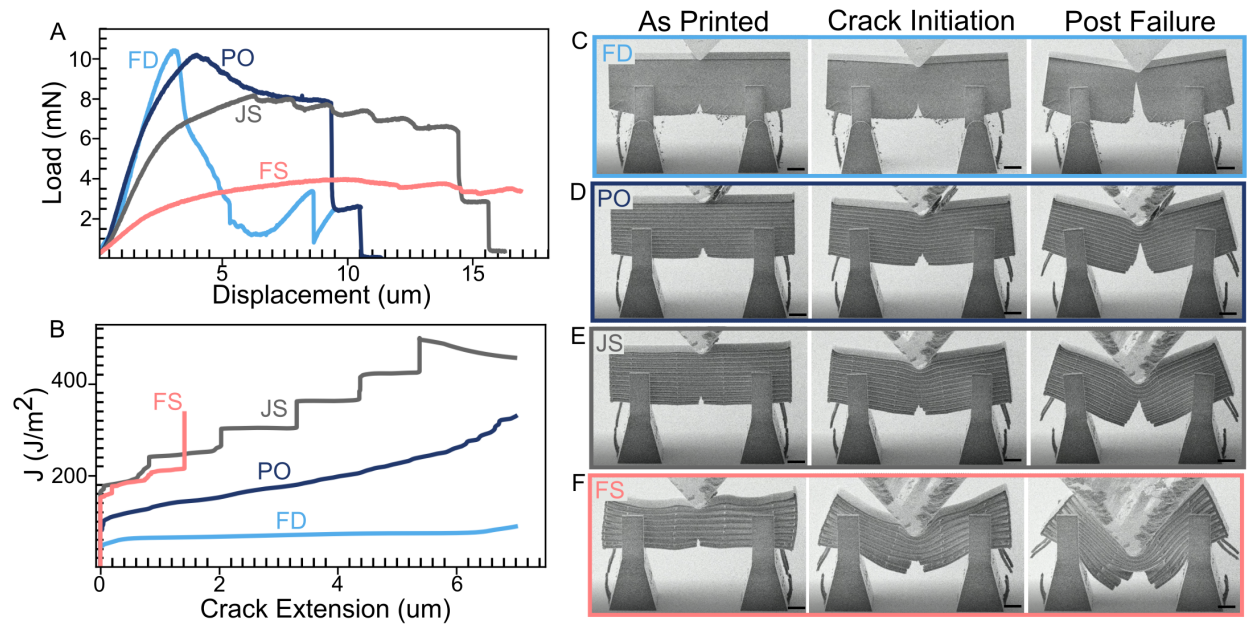 A
10
8
6
4
2
Load (mN)
FD
PO
JS
FS
5
10
15
Displacement (um)
B
400
200
J (J/m²)
FS
JS
PO
FD
0
2
4
6
Crack Extension (um)
As Printed
Crack Initiation
Post Failure
C
FD
D
PO
E
JS
F
FS